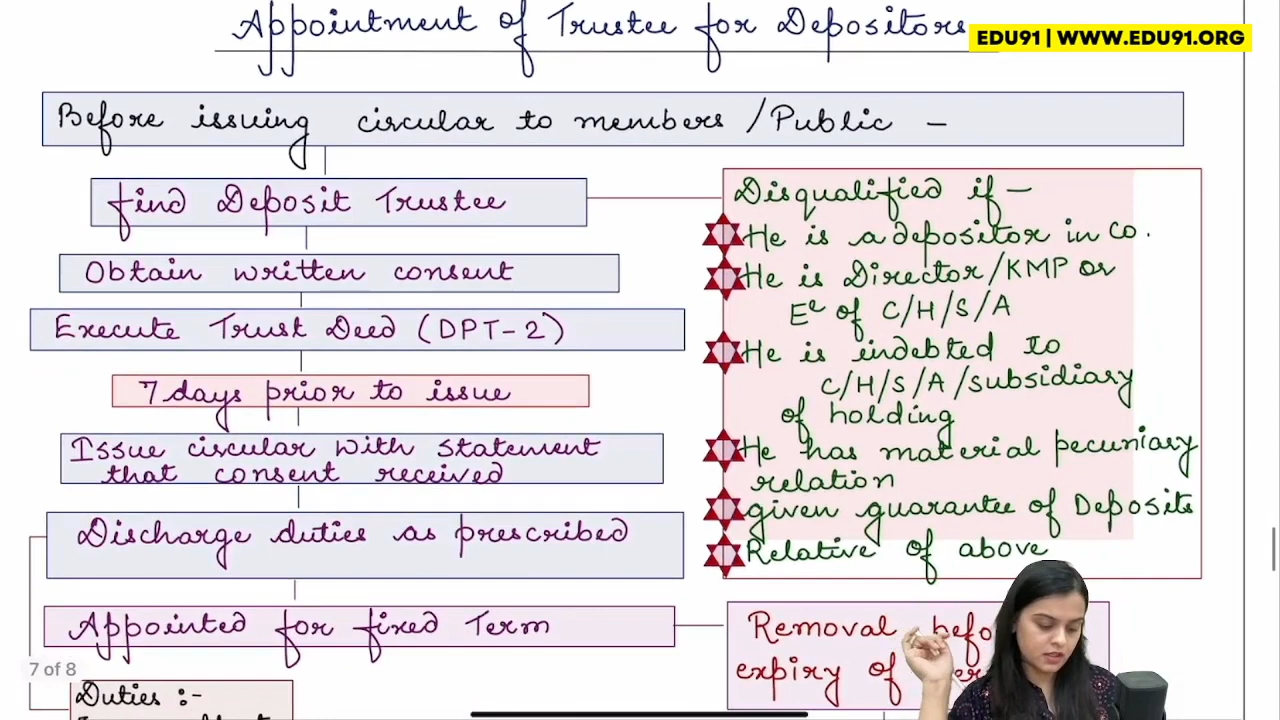 Appointment of Trustee for Depositors
EDU91 | WWW.EDU91.ORG
Before issuing circular to members /Public -
find Deposit Trustee
Obtain written consent
Execute Trust Deed (DPT-2)
7 days prior to issue
Issue circular with statement
that consent received
Discharge duties as prescribed
Appointed for fixed Term
7 of 8
Duties :-
Disqualified if -
He is a depositor in co.
He is Director/KMP or
Ee of C/H/S/A
He is indebted to
C/H/S/A/subsidiary
of holding
He has material pecuniary
relation
given guarantee of Deposits
Relative of above
Removal
expiry of